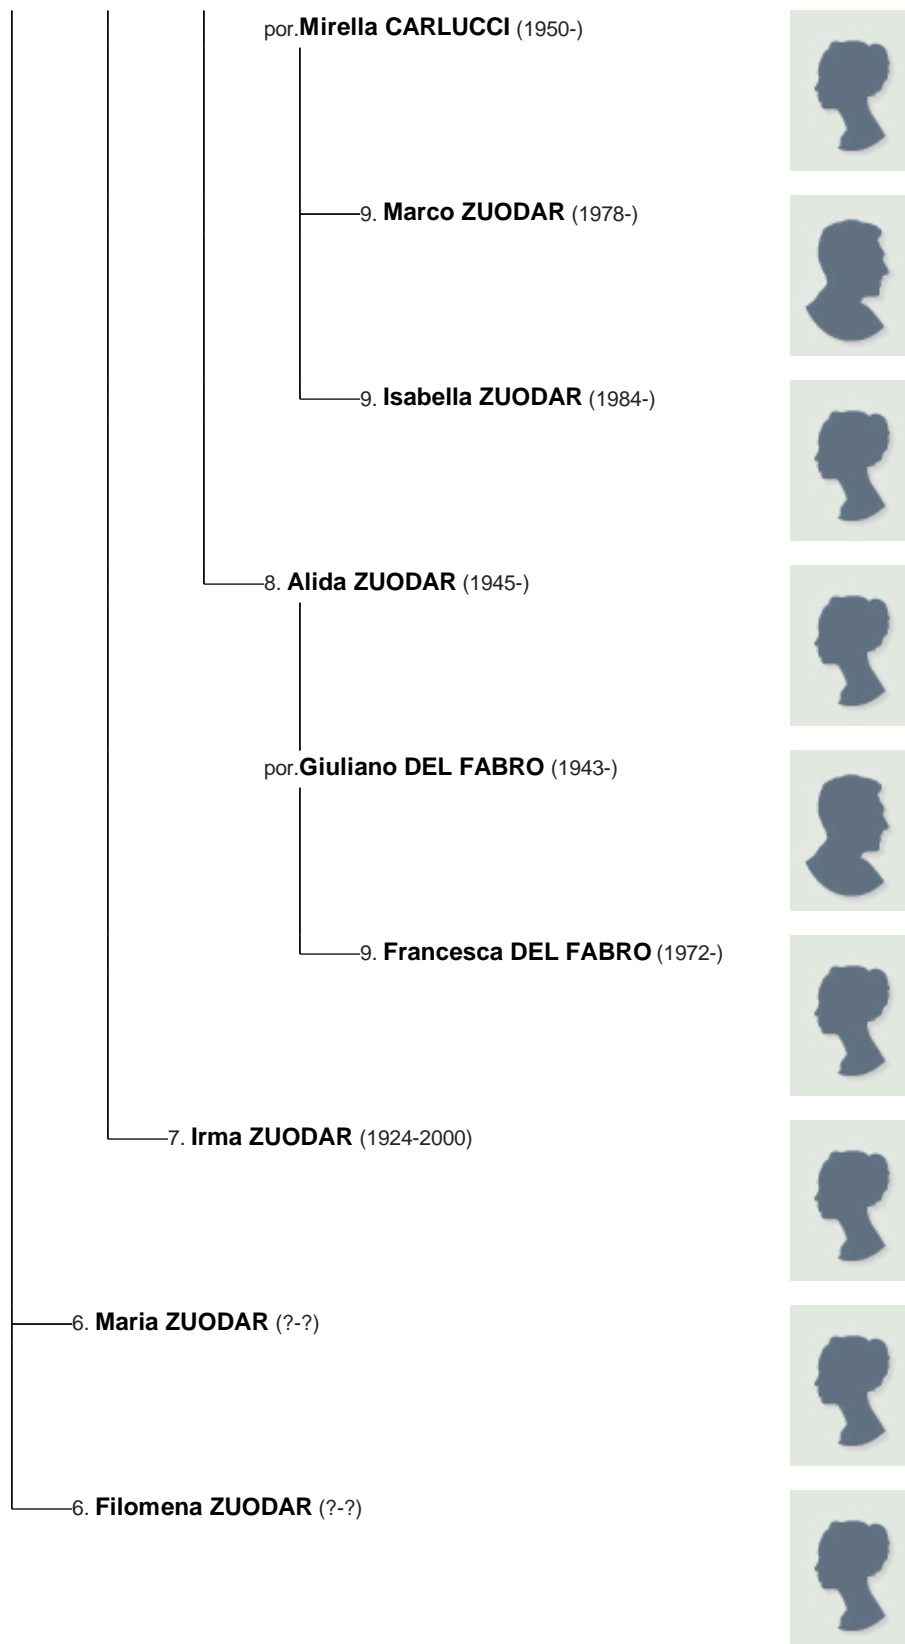 por.Mirella CARLUCCI (1950-)
9. Marco ZUODAR (1978-)
9. Isabella ZUODAR (1984-)
8. Alida ZUODAR (1945-)
por.Giuliano DEL FABRO (1943-)
9. Francesca DEL FABRO (1972-)
7. Irma ZUODAR (1924-2000)
6. Maria ZUODAR (?-?)
6. Filomena ZUODAR (?-?)